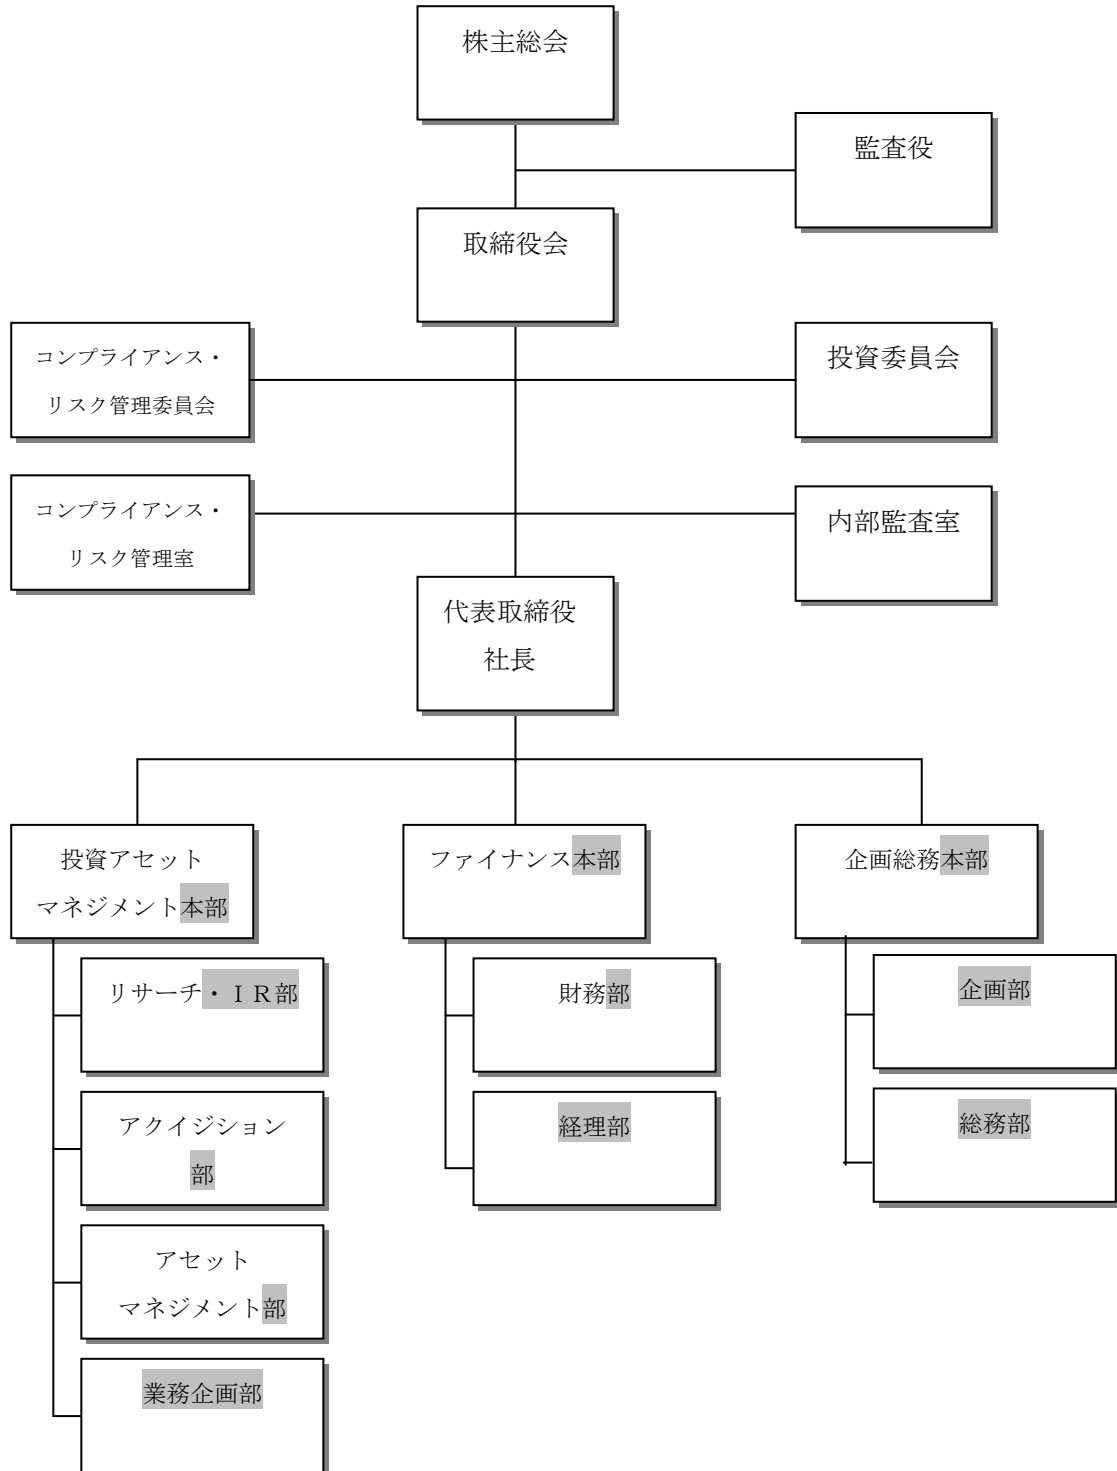 株主総会
監査役
取締役会
コンプライアンス・
リスク管理委員会
投資委員会
コンプライアンス・
リスク管理室
内部監査室
代表取締役
社長
投資アセット
マネジメント本部
ファイナンス本部
企画総務本部
リサーチ・ＩＲ部
財務部
企画部
アクイジション
部
経理部
総務部
アセット
マネジメント部
業務企画部